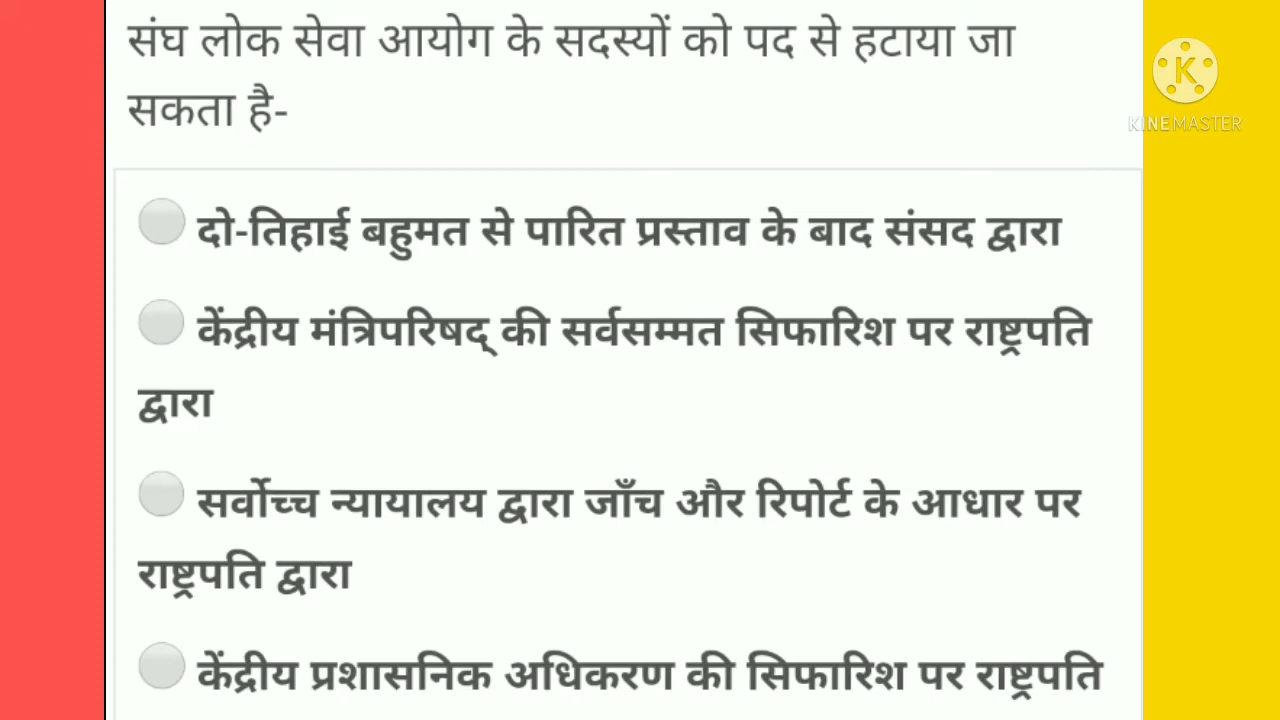 संघ लोक सेवा आयोग के सदस्यों को पद से हटाया जा
सकता है-
दो-तिहाई बहुमत से पारित प्रस्ताव के बाद संसद द्वारा
केंद्रीय मंत्रिपरिषद् की सर्वसम्मत सिफारिश पर राष्ट्रपति
द्वारा
सर्वोच्च न्यायालय द्वारा जाँच और रिपोर्ट के आधार पर
राष्ट्रपति द्वारा
केंद्रीय प्रशासनिक अधिकरण की सिफारिश पर राष्ट्रपति
K
KINEMASTER